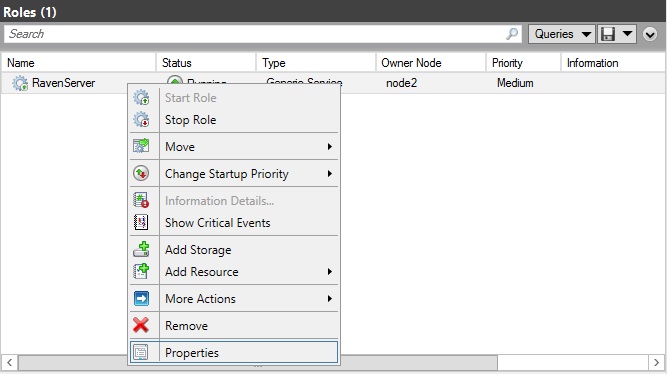 Roles (1)
Search Queries
Name Status Type Owner Node Priority Information
RavenServer Running Generic Service node2 Medium
Start Role
Stop Role
Move
Change Startup Priority
Information Details...
Show Critical Events
Add Storage
Add Resource
More Actions
Remove
Properties